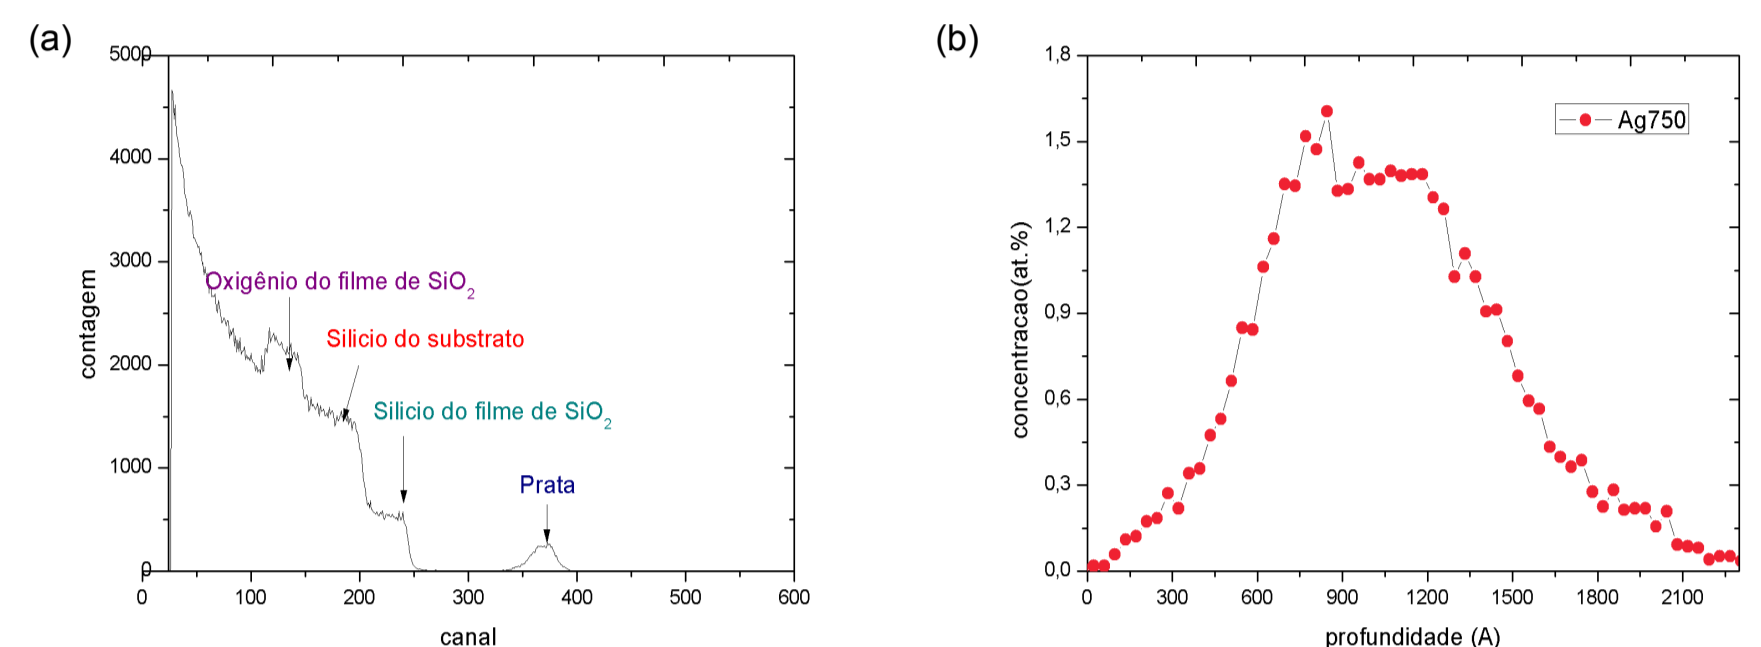 (a)
5000
4000
3000
2000
1000
0
contagem
Oxigênio do filme de SiO2
Silicio do substrato
Silicio do filme de SiO2
Prata
0 100 200 300 400 500 600
canal
(b)
1,8
1,5
1,2
0,9
0,6
0,3
0,0
concentracao(at.%)
Ag750
0 300 600 900 1200 1500 1800 2100
profundidade (A)